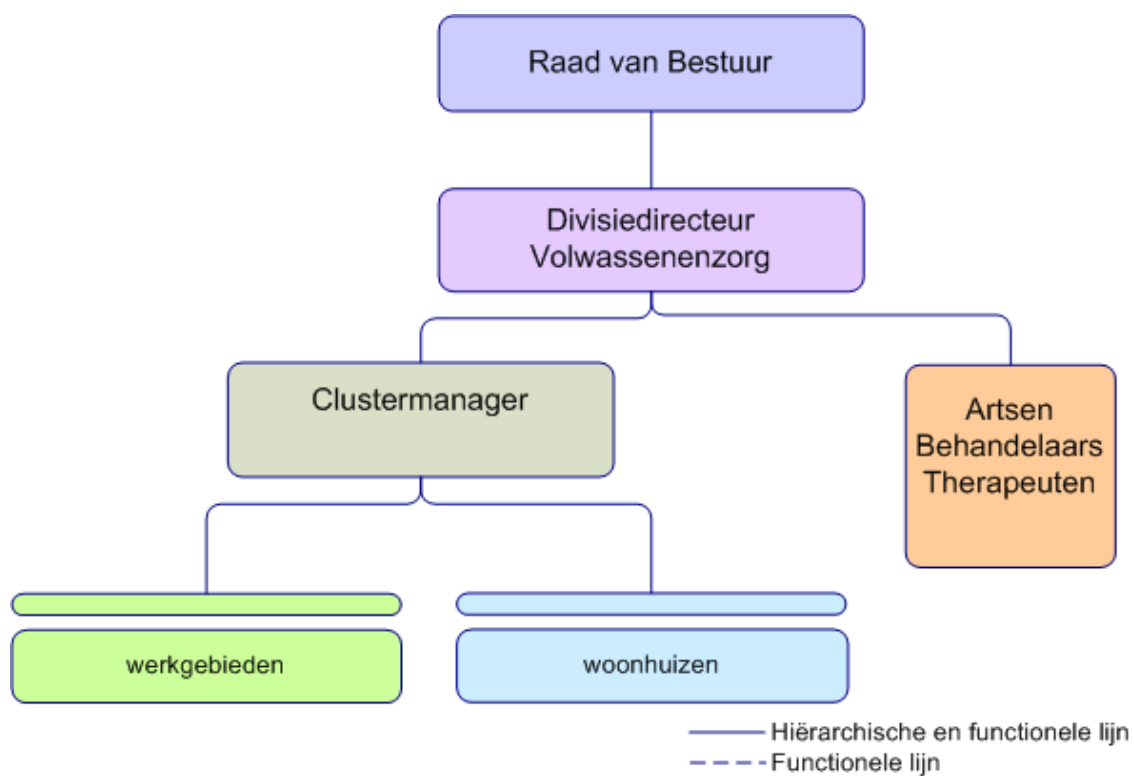 Raad van Bestuur
Divisiedirecteur
Volwassenenzorg
Clustermanager
Artsen
Behandelaars
Therapeuten
werkgebieden
woonhuizen
Hiërarchische en functionele lijn
Functionele lijn